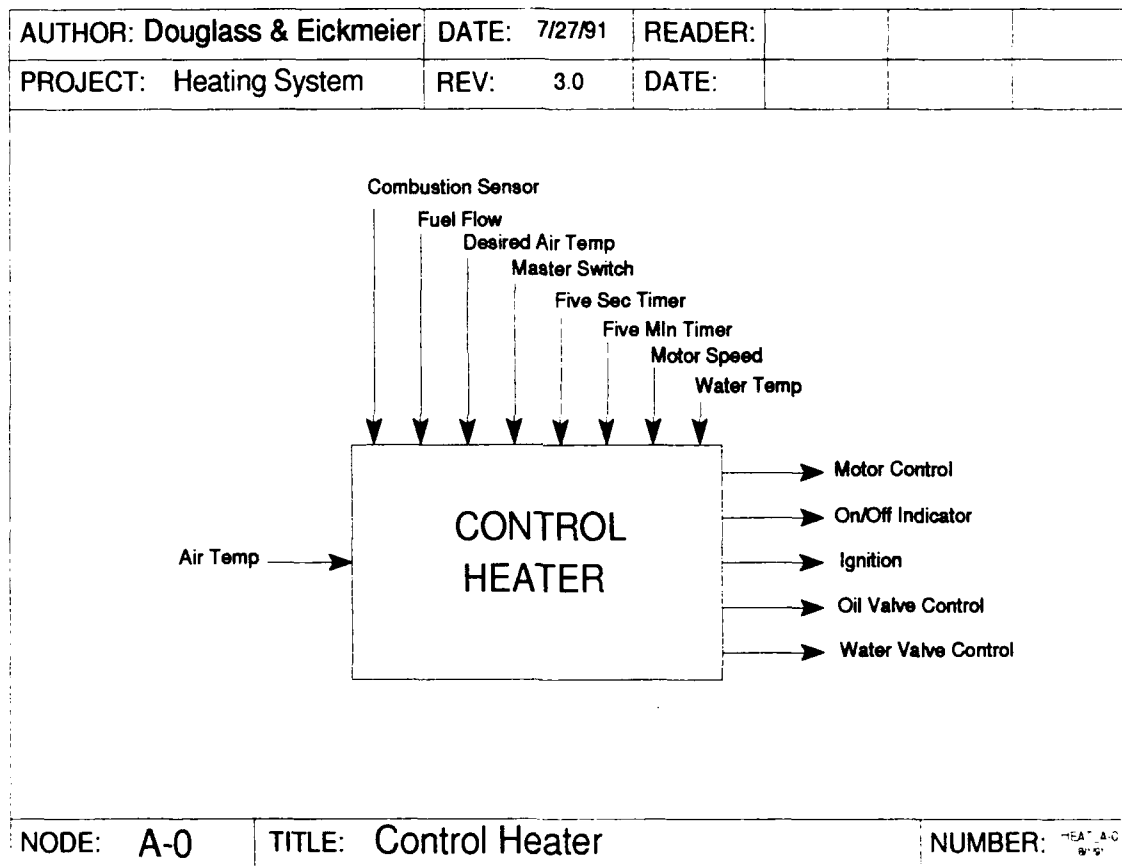 AUTHOR: Douglass & Eickmeier DATE: 7/27/91 READER:
PROJECT: Heating System REV: 3.0 DATE:
Combustion Sensor
Fuel Flow
Desired Air Temp
Master Switch
Five Sec Timer
Five MIn Timer
Motor Speed
Water Temp
Motor Control
CONTROL
HEATER
On/Off Indicator
Air Temp
Ignition
Oil Valve Control
Water Valve Control
NODE: A-0 TITLE: Control Heater NUMBER: